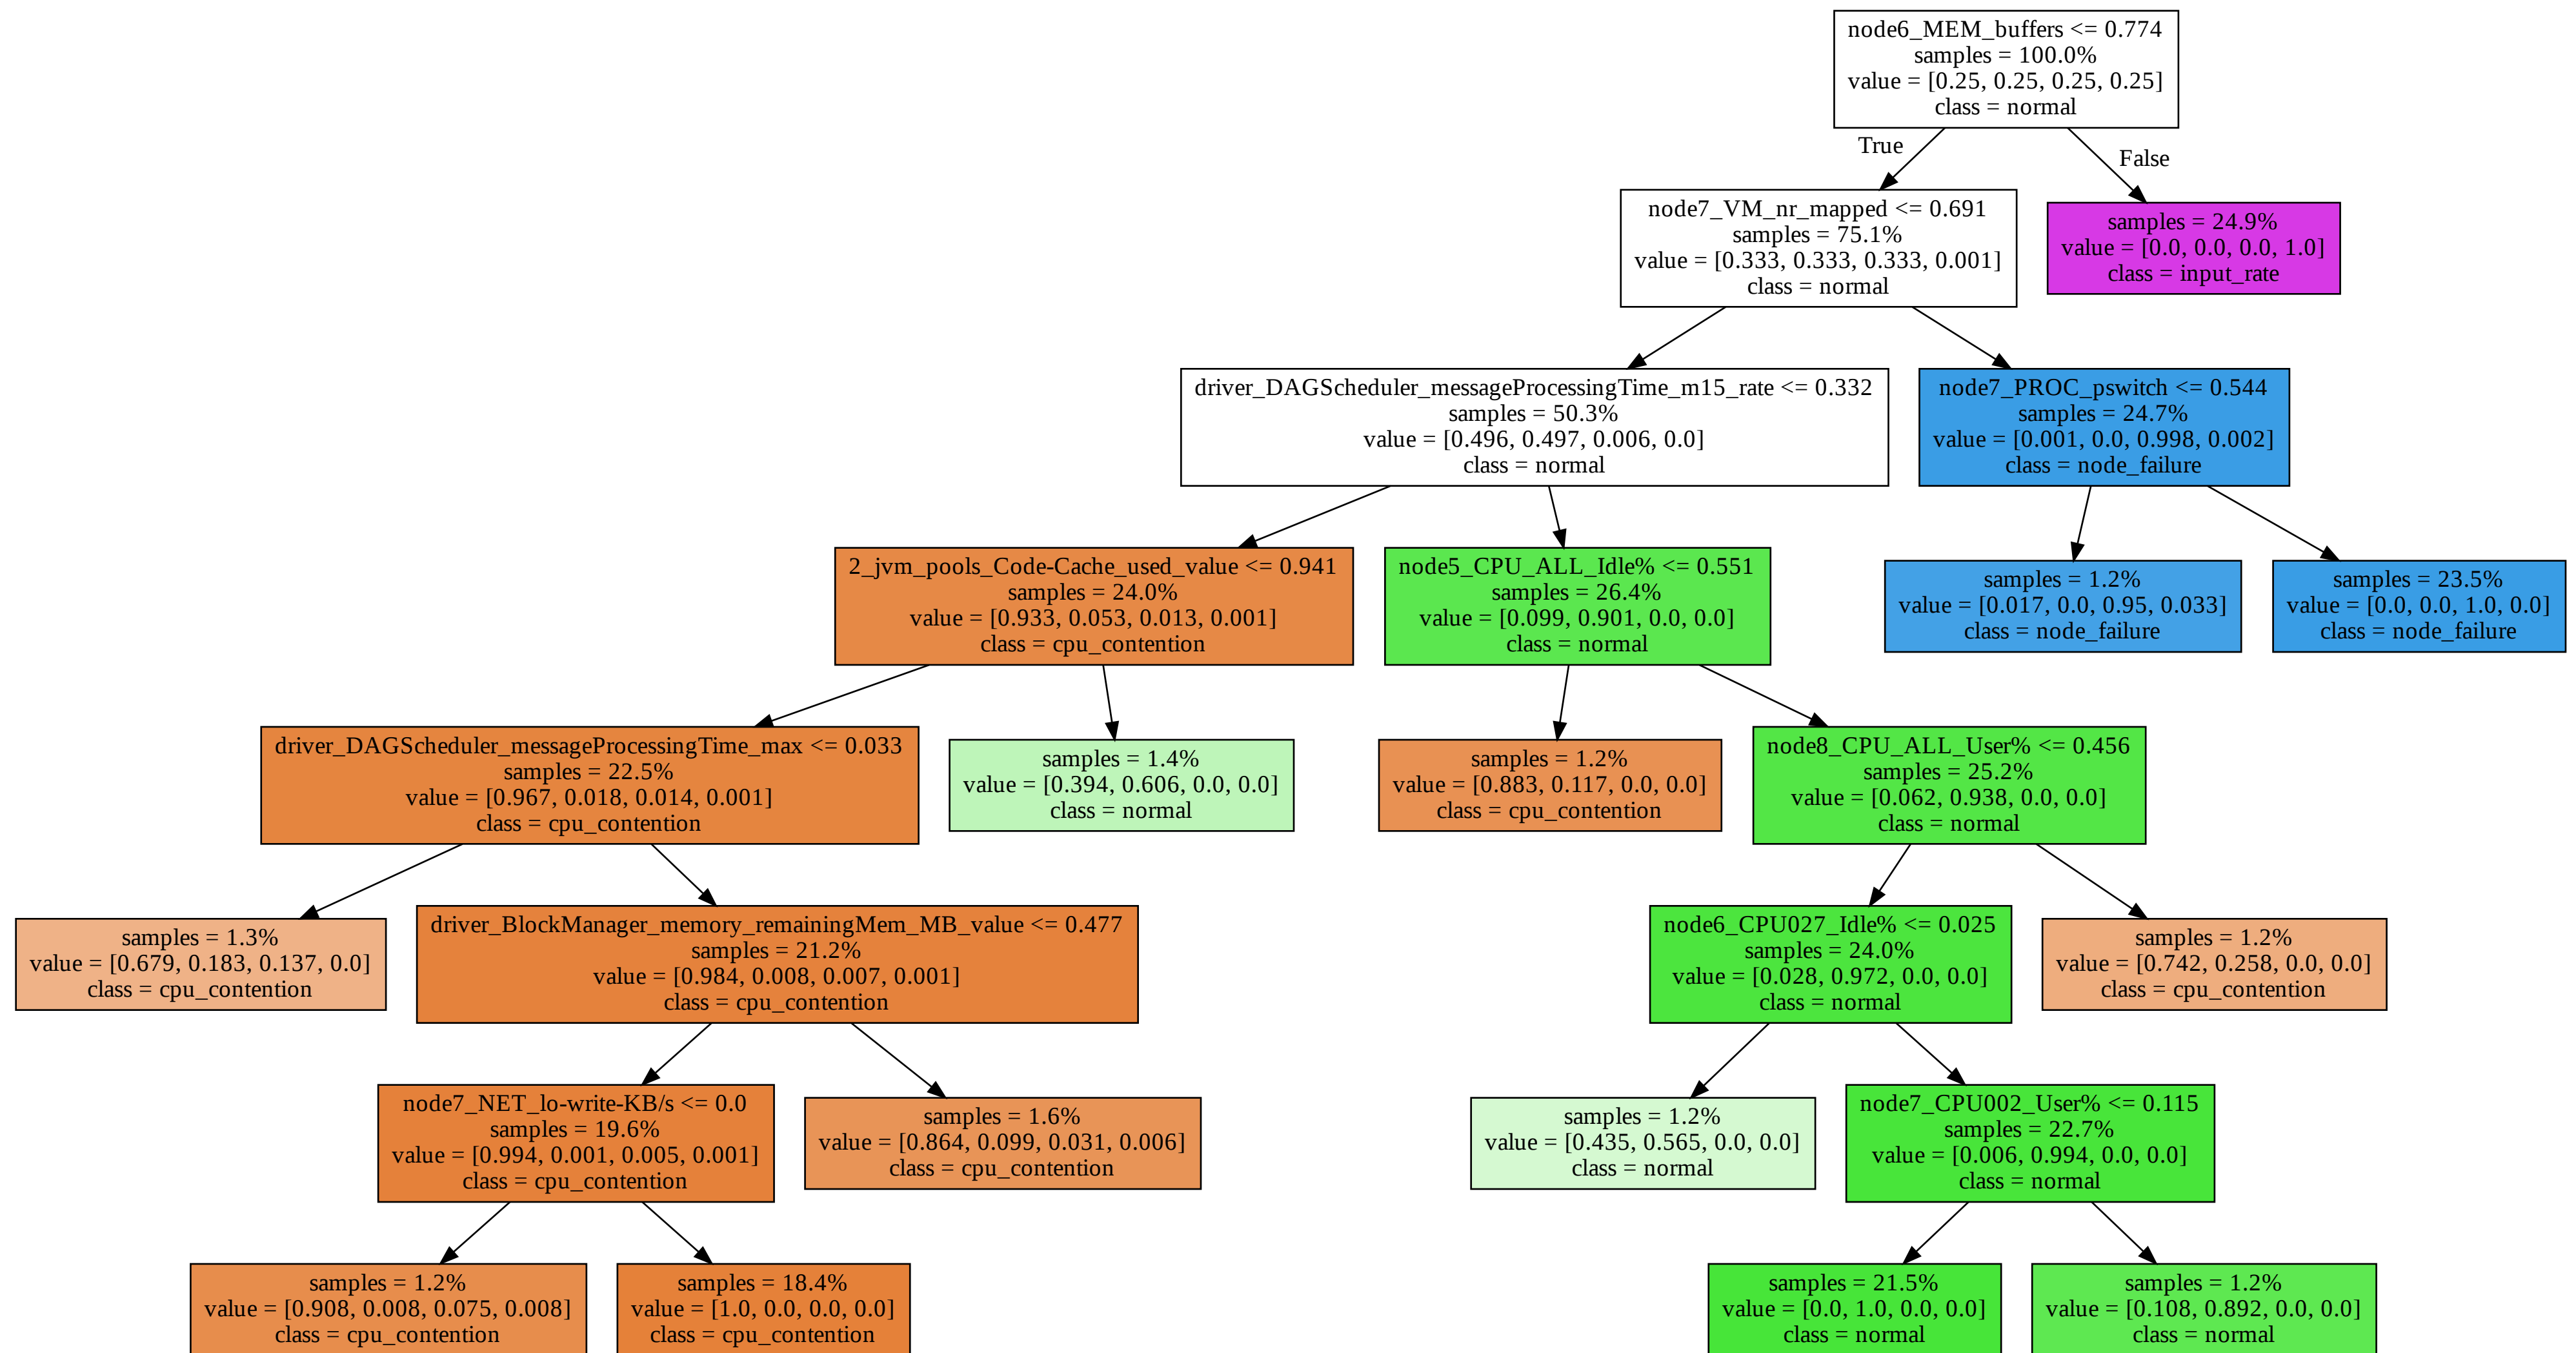 node6_MEM_buffers <= 0.774
samples = 100.0%
value = [0.25, 0.25, 0.25, 0.25]
class = normal
True
False
node7_VM_nr_mapped <= 0.691
samples = 75.1%
value = [0.333, 0.333, 0.333, 0.001]
class = normal
samples = 24.9%
value = [0.0, 0.0, 0.0, 1.0]
class = input_rate
driver_DAGScheduler_messageProcessingTime_m15_rate <= 0.332
samples = 50.3%
value = [0.496, 0.497, 0.006, 0.0]
class = normal
node7_PROC_pswitch <= 0.544
samples = 24.7%
value = [0.001, 0.0, 0.998, 0.002]
class = node_failure
2_jvm_pools_Code-Cache_used_value <= 0.941
samples = 24.0%
value = [0.933, 0.053, 0.013, 0.001]
class = cpu_contention
node5_CPU_ALL_Idle% <= 0.551
samples = 26.4%
value = [0.099, 0.901, 0.0, 0.0]
class = normal
samples = 1.2%
value = [0.017, 0.0, 0.95, 0.033]
class = node_failure
samples = 23.5%
value = [0.0, 0.0, 1.0, 0.0]
class = node_failure
driver_DAGScheduler_messageProcessingTime_max <= 0.033
samples = 22.5%
value = [0.967, 0.018, 0.014, 0.001]
class = cpu_contention
samples = 1.4%
value = [0.394, 0.606, 0.0, 0.0]
class = normal
samples = 1.2%
value = [0.883, 0.117, 0.0, 0.0]
class = cpu_contention
node8_CPU_ALL_User% <= 0.456
samples = 25.2%
value = [0.062, 0.938, 0.0, 0.0]
class = normal
samples = 1.3%
value = [0.679, 0.183, 0.137, 0.0]
class = cpu_contention
driver_BlockManager_memory_remainingMem_MB_value <= 0.477
samples = 21.2%
value = [0.984, 0.008, 0.007, 0.001]
class = cpu_contention
node6_CPU027_Idle% <= 0.025
samples = 24.0%
value = [0.028, 0.972, 0.0, 0.0]
class = normal
samples = 1.2%
value = [0.742, 0.258, 0.0, 0.0]
class = cpu_contention
node7_NET_lo-write-KB/s <= 0.0
samples = 19.6%
value = [0.994, 0.001, 0.005, 0.001]
class = cpu_contention
samples = 1.6%
value = [0.864, 0.099, 0.031, 0.006]
class = cpu_contention
samples = 1.2%
value = [0.435, 0.565, 0.0, 0.0]
class = normal
node7_CPU002_User% <= 0.115
samples = 22.7%
value = [0.006, 0.994, 0.0, 0.0]
class = normal
samples = 1.2%
value = [0.908, 0.008, 0.075, 0.008]
class = cpu_contention
samples = 18.4%
value = [1.0, 0.0, 0.0, 0.0]
class = cpu_contention
samples = 21.5%
value = [0.0, 1.0, 0.0, 0.0]
class = normal
samples = 1.2%
value = [0.108, 0.892, 0.0, 0.0]
class = normal